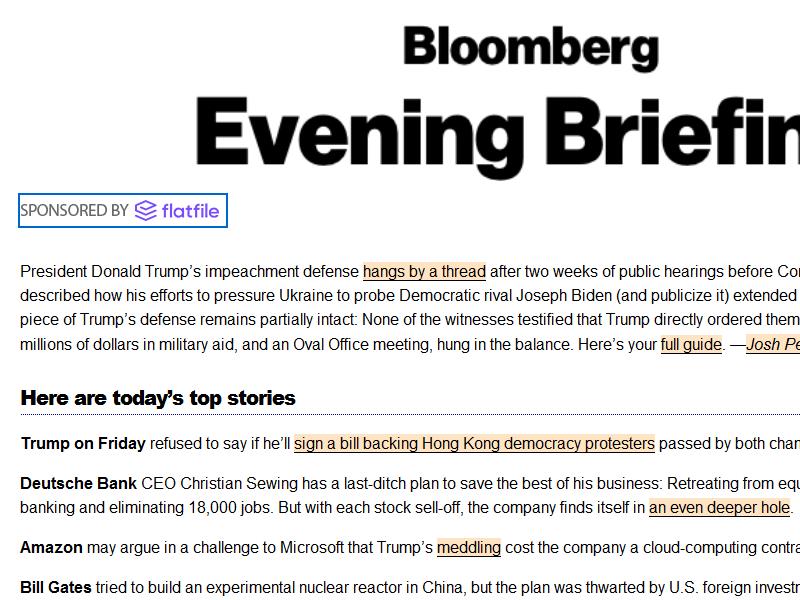 Bloomberg
Evening Briefin
SPONSORED BY flatfile
President Donald Trump’s impeachment defense hangs by a thread after two weeks of public hearings before
described how his efforts to pressure Ukraine to probe Democratic rival Joseph Biden (and publicize it) extended
piece of Trump’s defense remains partially intact: None of the witnesses testified that Trump directly ordered them
millions of dollars in military aid, and an Oval Office meeting, hung in the balance. Here’s your full guide. —Josh
Here are today’s top stories
Trump on Friday refused to say if he’ll sign a bill backing Hong Kong democracy protesters passed by both
Deutsche Bank CEO Christian Sewing has a last-ditch plan to save the best of his business: Retreating from
banking and eliminating 18,000 jobs. But with each stock sell-off, the company finds itself in an even deeper hole.
Amazon may argue in a challenge to Microsoft that Trump’s meddling cost the company a cloud-computing
Bill Gates tried to build an experimental nuclear reactor in China, but the plan was thwarted by U.S. foreign